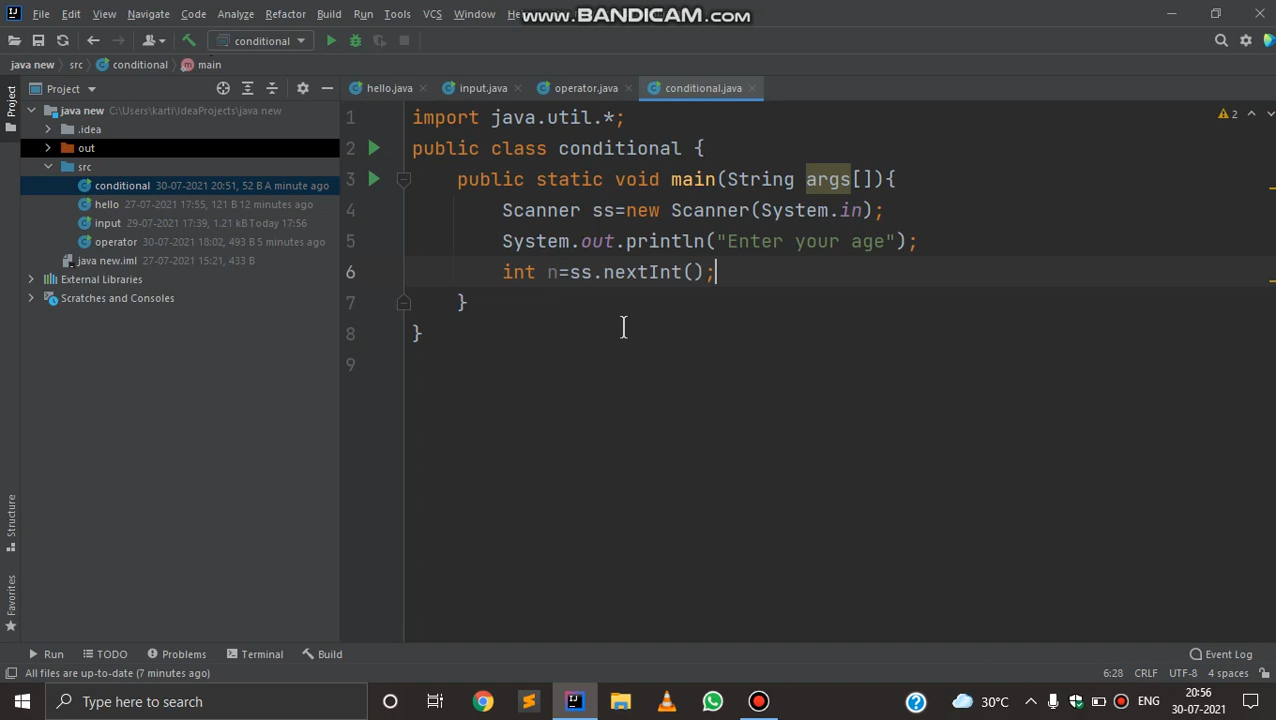 File Edit View Navigate Code Analyze Refactor Build Run Tools VCS Window He
www.BANDICAM.com
conditional
java new src conditional main
Project
hello.java input.java operator.java conditional.java
java new C:\Users\karti\IdeaProjects\java new
.idea
out
src
conditional 30-07-2021 20:51, 52 B A minute ago
hello 27-07-2021 17:55, 121 B 12 minutes ago
input 29-07-2021 17:39, 1.21 kB Today 17:56
operator 30-07-2021 18:02, 493 B 5 minutes ago
java new.iml 27-07-2021 15:21, 433 B
External Libraries
Scratches and Consoles
Project
Structure
Favorites
2
1 import java.util.*;
2 public class conditional {
3 public static void main(String args[]){
4 Scanner ss=new Scanner(System.in);
5 System.out.println("Enter your age");
6 int n=ss.nextInt();
7 }
8 }
9
Run TODO Problems Terminal Build Event Log
All files are up-to-date (7 minutes ago) 6:28 CRLF UTF-8 4 spaces
Type here to search 30°C ENG 20:56
30-07-2021